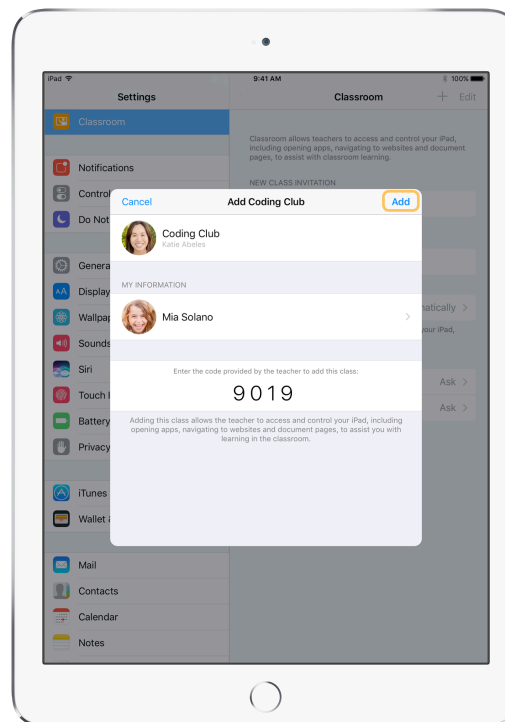 iPad 9:41 AM 100%
Settings
Classroom
+ Edit
Classroom
Notifications
Control
Do Not
Genera
Display
Wallpap
Sounds
Siri
Touch I
Battery
Privacy
iTunes
Wallet
Mail
Contacts
Calendar
Notes
Classroom allows teachers to access and control your iPad,
including opening apps, navigating to websites and document
pages, to assist with classroom learning.
NEW CLASS INVITATION
Cancel
Add Coding Club
Add
Coding Club
Katie Abeles
MY INFORMATION
Mia Solano
Enter the code provided by the teacher to add this class:
9019
Adding this class allows the teacher to access and control your iPad, including
opening apps, navigating to websites and document pages, to assist you with
learning in the classroom.
matically
your iPad,
Ask
Ask